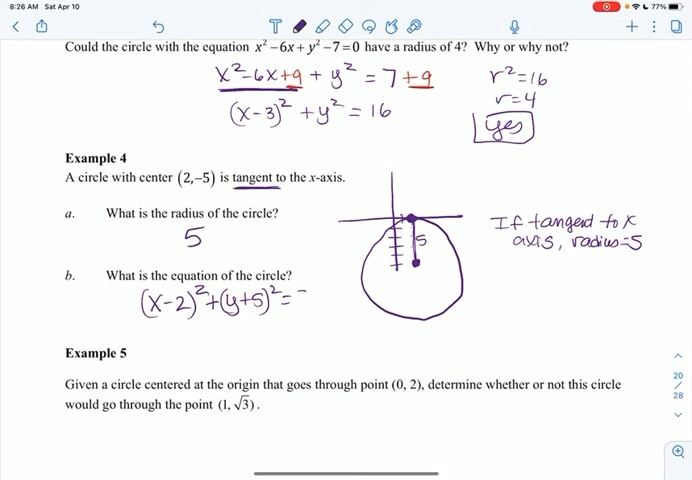 8:26 AM Sat Apr 10
77%
Could the circle with the equation x² − 6x + y² − 7 = 0 have a radius of 4? Why or why not?
x² − 6x + 9 + y² = 7 + 9
r² = 16
(x − 3)² + y² = 16
r = 4
yes
Example 4
A circle with center (2, −5) is tangent to the x-axis.
a. What is the radius of the circle?
5
5
If tangend to x
axis, radius = 5
b. What is the equation of the circle?
(x − 2)² + (y + 5)² =
Example 5
Given a circle centered at the origin that goes through point (0, 2), determine whether or not this circle
would go through the point (1, √3).
20
/
28